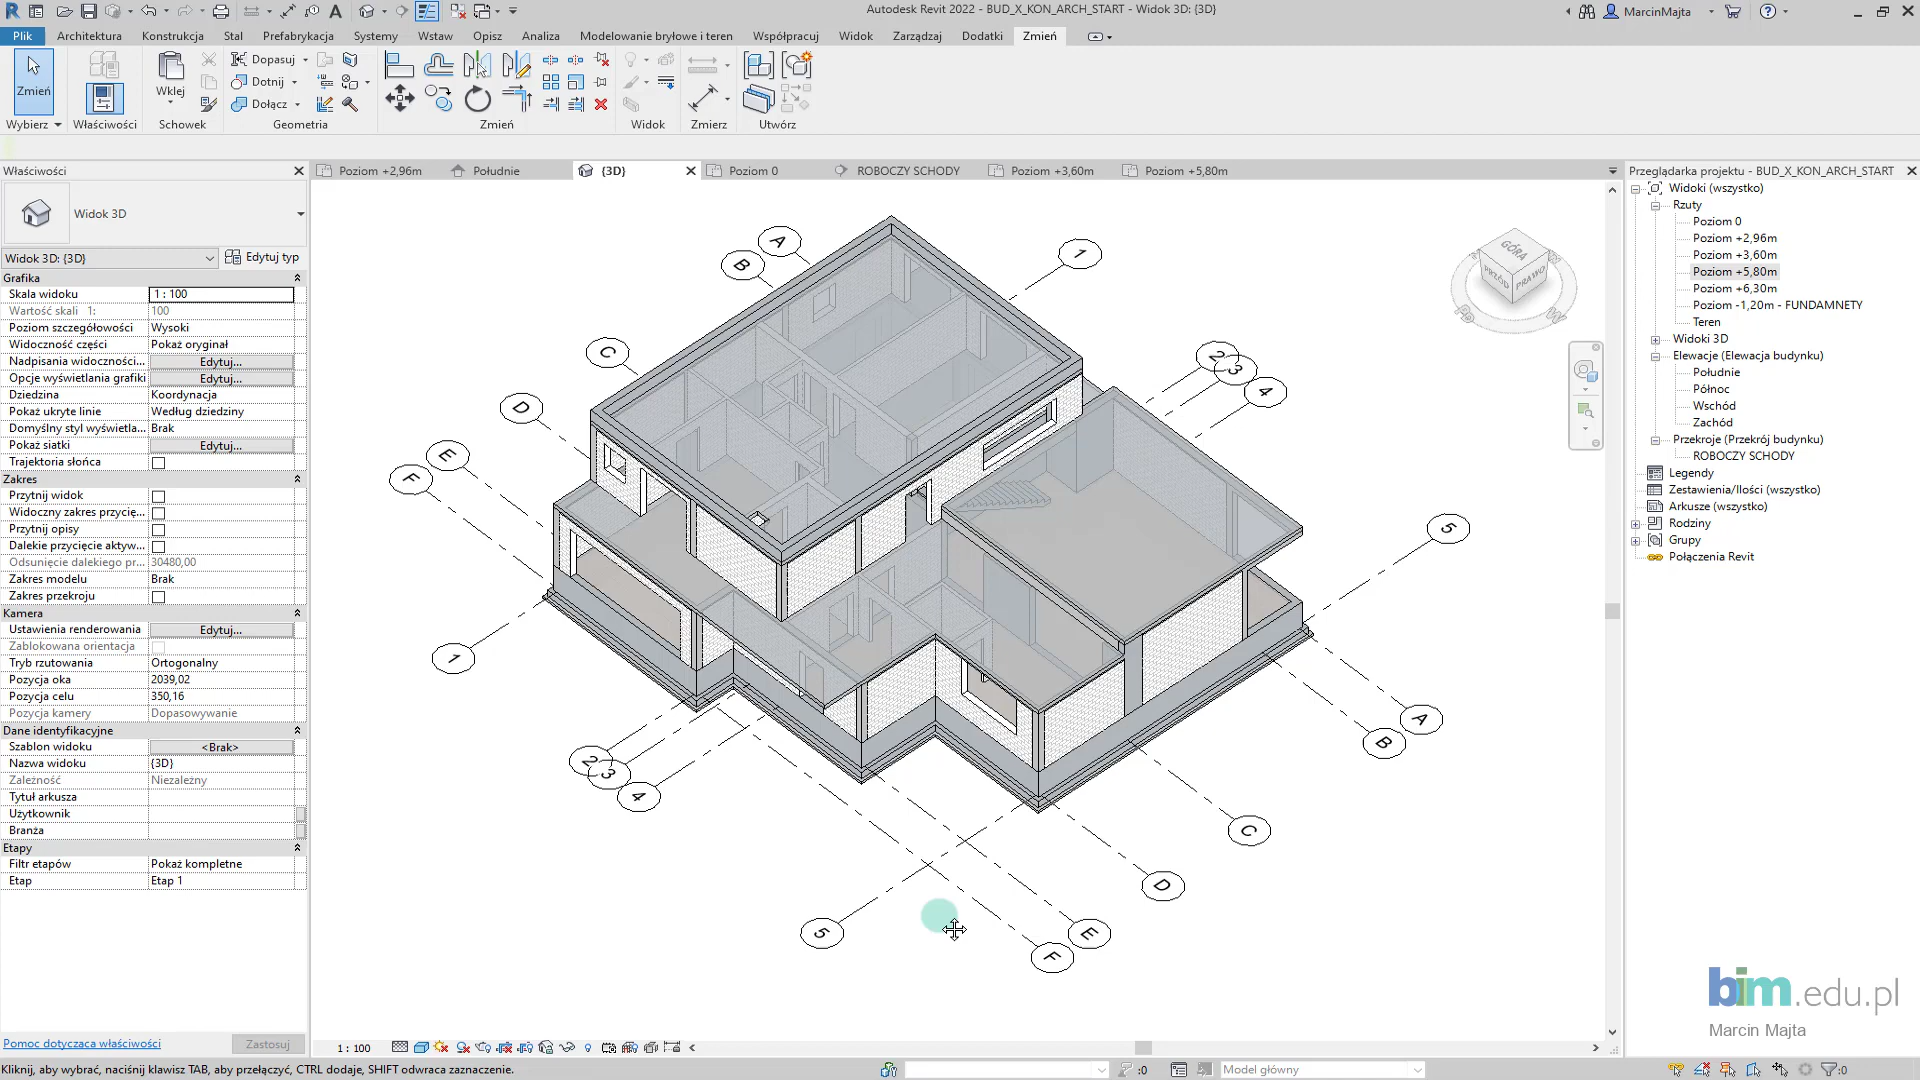 Autodesk Revit 2022 - BUD_X_KON_ARCH_START - Widok 3D: {3D}
MarcinMajta
Plik Architektura Konstrukcja Stal Prefabrykacja Systemy Wstaw Opisz Analiza Modelowanie bryłowe i teren Współpracuj Widok Zarządzaj Dodatki Zmień
Zmień
Wklej
Dopasuj
Dotnij
Dołącz
Wybierz Właściwości Schowek Geometria Zmień Widok Zmierz Utwórz
Właściwości
Widok 3D
Widok 3D: {3D} Edytuj typ
Grafika
Skala widoku 1 : 100
Wartość skali 1: 100
Poziom szczegółowości Wysoki
Widoczność części Pokaż oryginał
Nadpisania widoczności... Edytuj...
Opcje wyświetlania grafiki Edytuj...
Dziedzina Koordynacja
Pokaż ukryte linie Według dziedziny
Domyślny styl wyświetla... Brak
Pokaż siatki Edytuj...
Trajektoria słońca
Zakres
Przytnij widok
Widoczny zakres przycię...
Przytnij opisy
Dalekie przycięcie aktyw...
Odsunięcie dalekiego pr... 30480,00
Zakres modelu Brak
Zakres przekroju
Kamera
Ustawienia renderowania Edytuj...
Zablokowana orientacja
Tryb rzutowania Ortogonalny
Pozycja oka 2039,02
Pozycja celu 350,16
Pozycja kamery Dopasowywanie
Dane identyfikacyjne
Szablon widoku <Brak>
Nazwa widoku {3D}
Zależność Niezależny
Tytuł arkusza
Użytkownik
Branża
Etapy
Filtr etapów Pokaż kompletne
Etap Etap 1
Pomoc dotycząca właściwości Zastosuj
Poziom +2,96m Południe {3D} Poziom 0 ROBOCZY SCHODY Poziom +3,60m Poziom +5,80m
A
B
1
C
2
3
4
D
E
F
5
1
A
B
2
3
4
C
D
5
E
F
GÓRA
PRZÓD
PRAWO
Przeglądarka projektu - BUD_X_KON_ARCH_START
Widoki (wszystko)
Rzuty
Poziom 0
Poziom +2,96m
Poziom +3,60m
Poziom +5,80m
Poziom +6,30m
Poziom -1,20m - FUNDAMNETY
Teren
Widoki 3D
Elewacje (Elewacja budynku)
Południe
Północ
Wschód
Zachód
Przekroje (Przekrój budynku)
ROBOCZY SCHODY
Legendy
Zestawienia/Ilości (wszystko)
Arkusze (wszystko)
Rodziny
Grupy
Połączenia Revit
bim.edu.pl
Marcin Majta
1 : 100
Kliknij, aby wybrać, naciśnij klawisz TAB, aby przełączyć, CTRL dodaje, SHIFT odwraca zaznaczenie.
:0
Model główny
:0